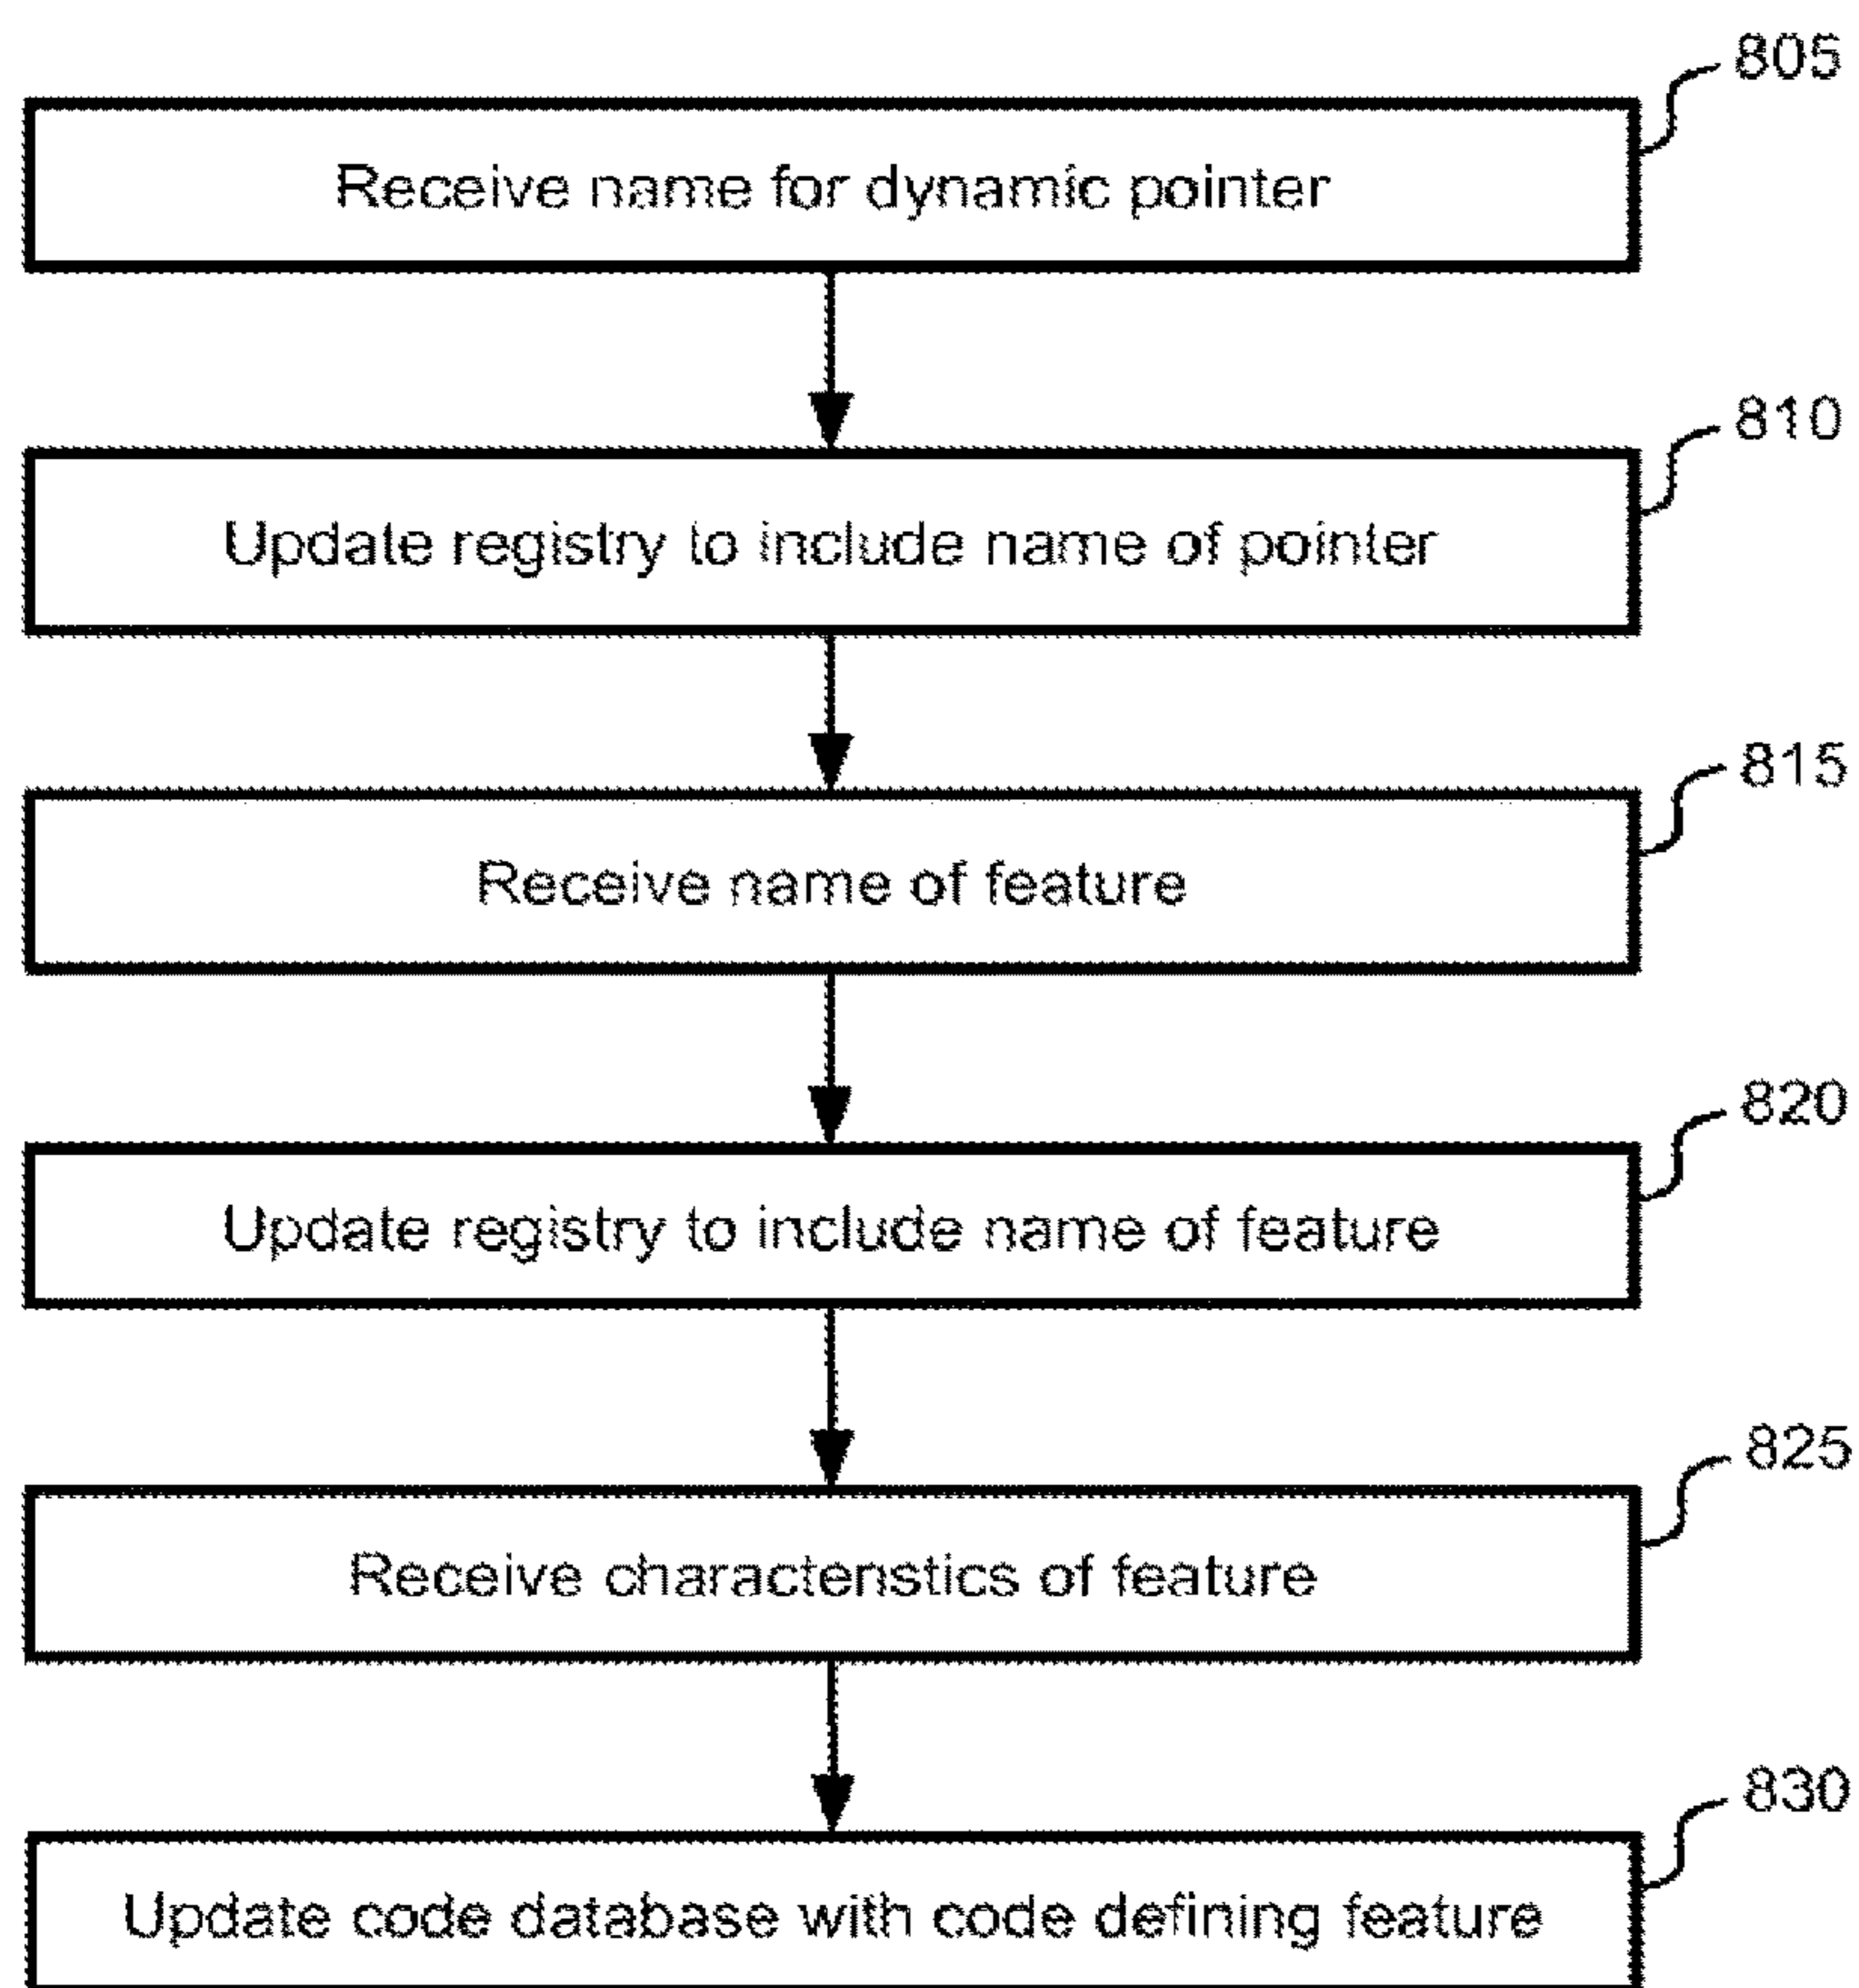 805
Receive name for dynamic pointer
810
Update registry to include name of pointer
815
Receive name of feature
820
Update registry to include name of feature
825
Receive characteristics of feature
830
Update code database with code defining feature